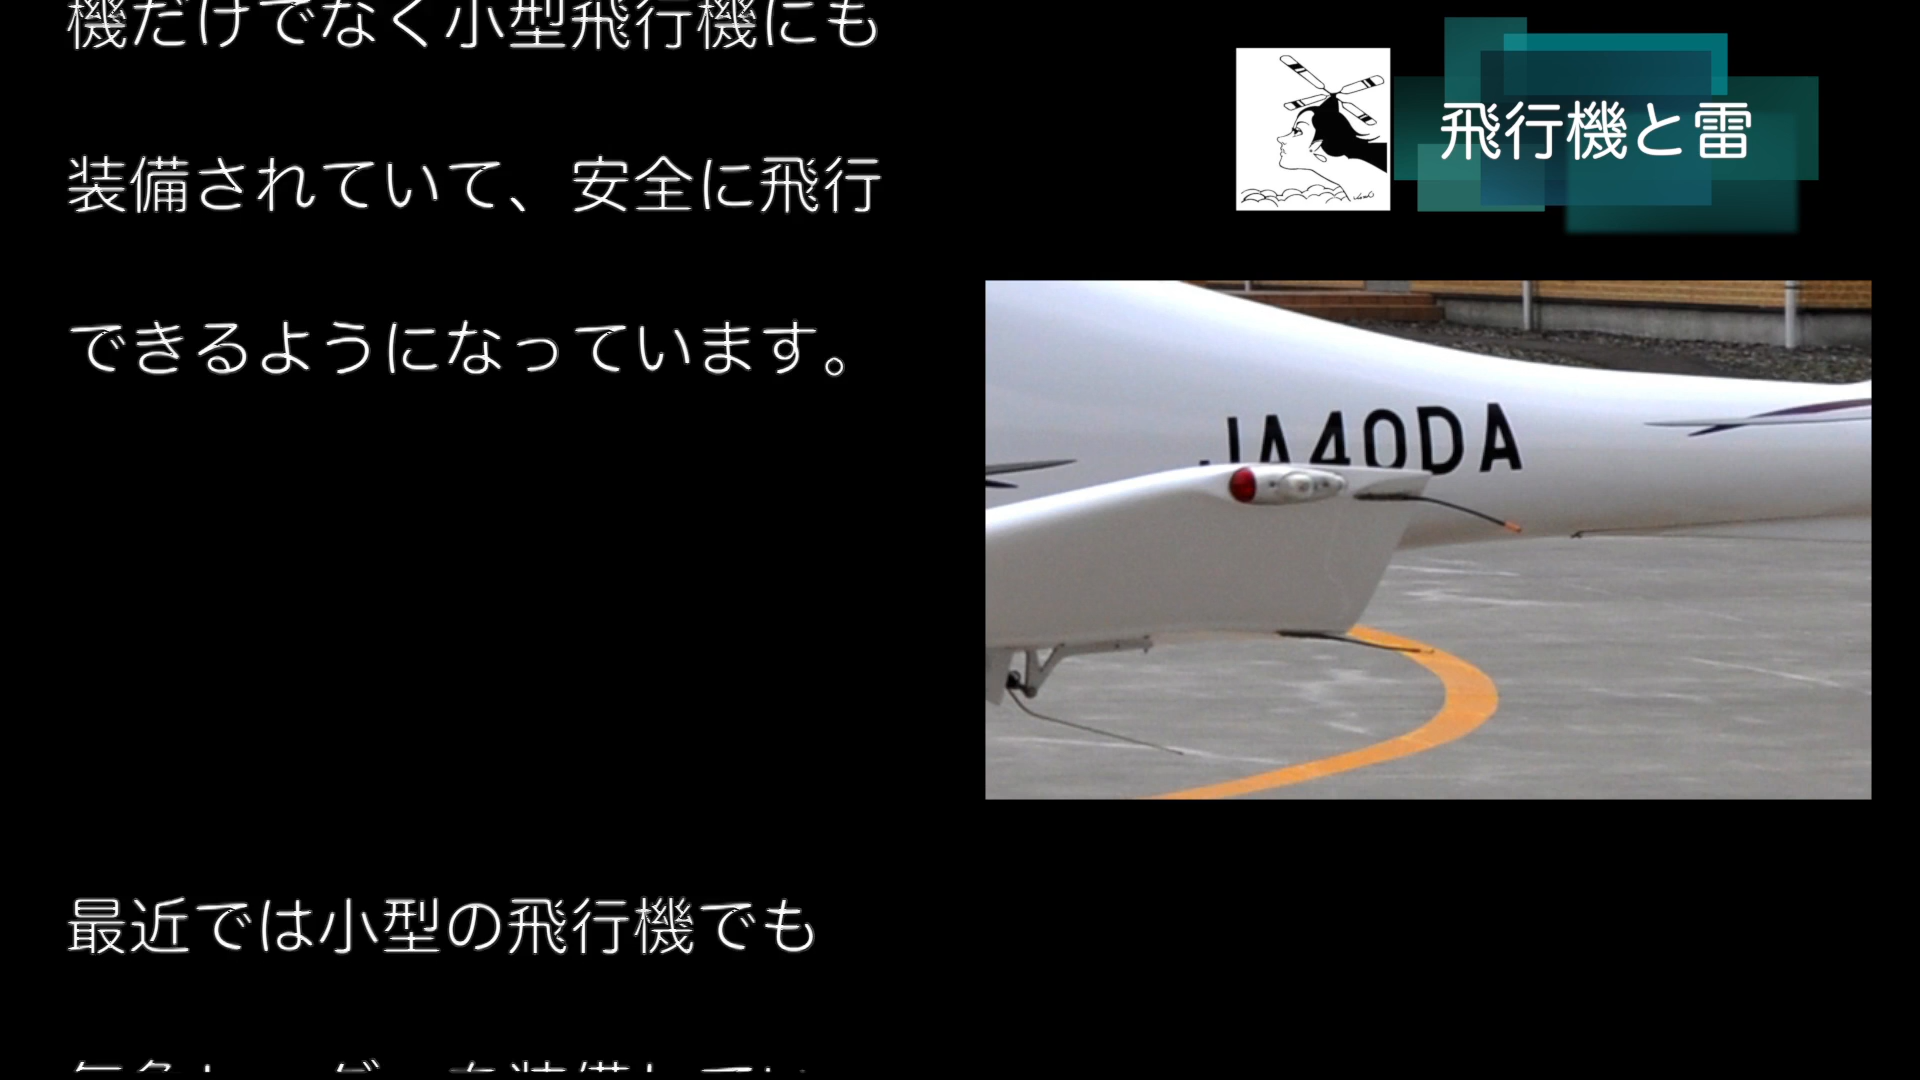 機だけでなく小型飛行機にも
装備されていて、安全に飛行
できるようになっています。
最近では小型の飛行機でも
飛行機と雷
JA40DA